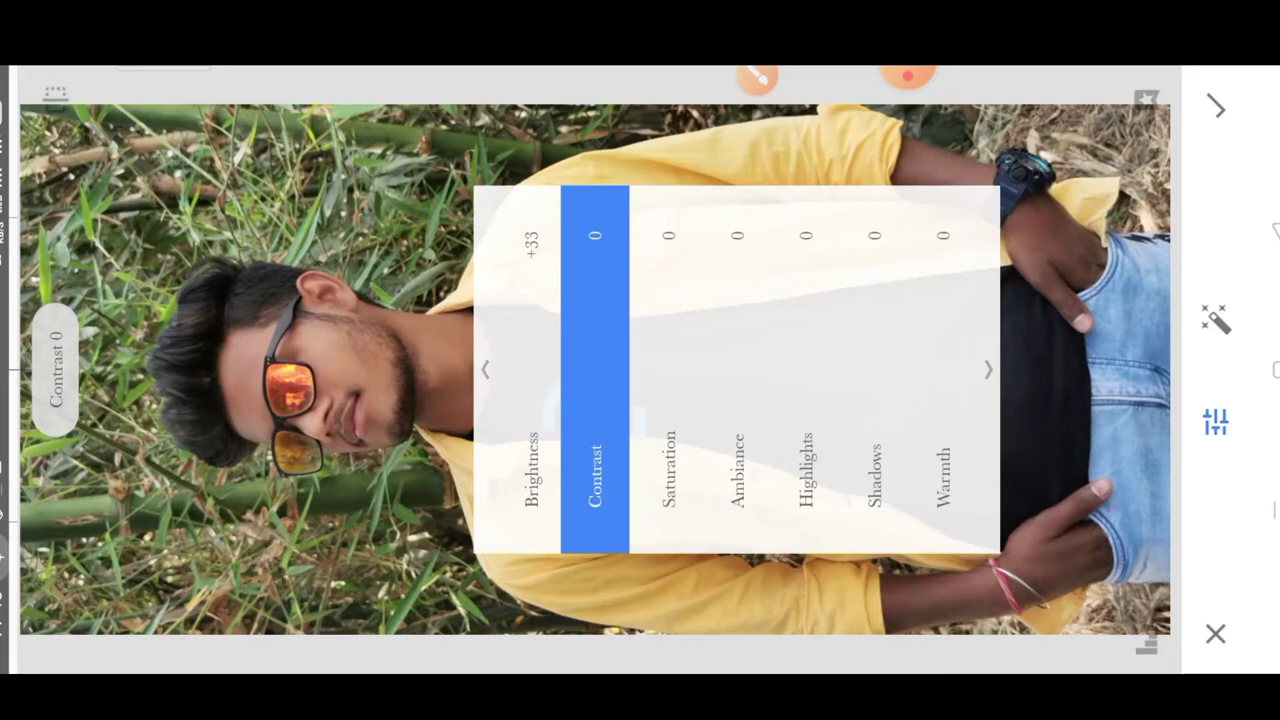 Contrast 0
Brightness +33
Contrast 0
Saturation 0
Ambiance 0
Highlights 0
Shadows 0
Warmth 0